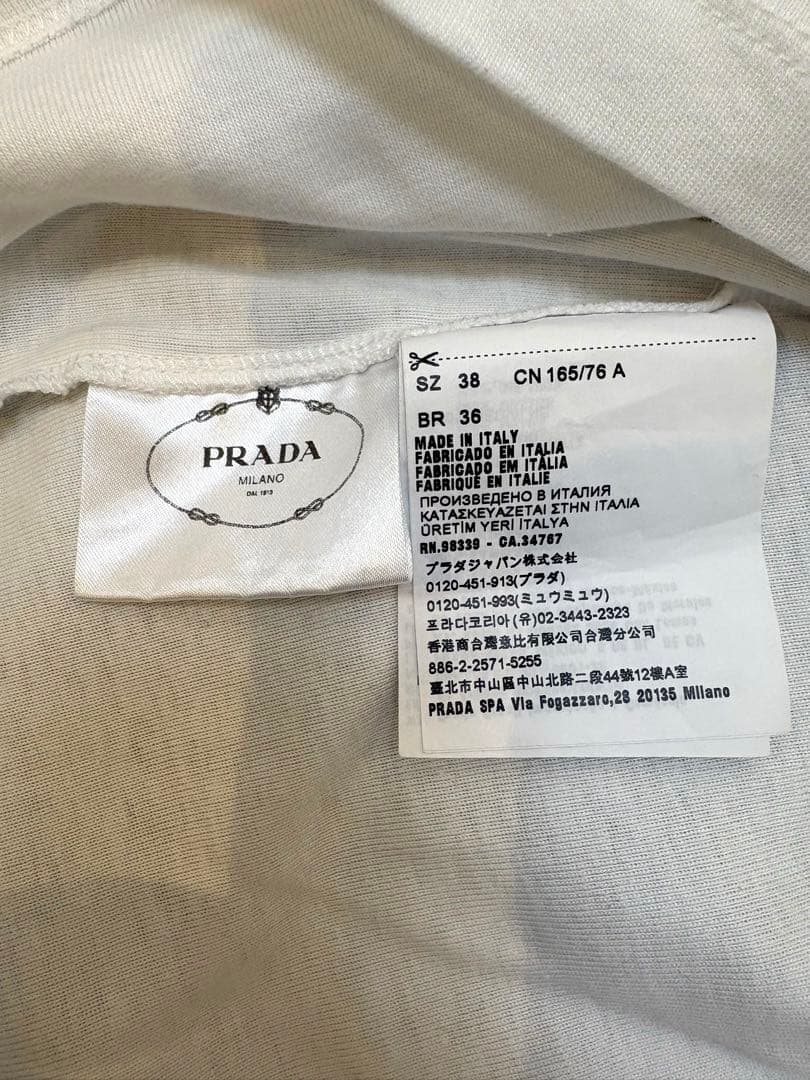 PRADA
MILANO
DAL 1913
SZ 38 CN 165/76 A
BR 36
MADE IN ITALY
FABRICADO EN ITALIA
FABRICADO EM ITÁLIA
FABRIQUÉ EN ITALIE
ПРОИЗВЕДЕНО В ИТАЛИЯ
ΚΑΤΑΣΚΕΥΑΖΕΤΑΙ ΣΤΗΝ ΙΤΑΛΙΑ
ÜRETİM YERİ İTALYA
RN.98339 - CA.34767
プラダジャパン株式会社
0120-451-913(プラダ)
0120-451-993(ミュウミュウ)
프라다코리아(유)02-3443-2323
香港商台灣意比有限公司台灣分公司
886-2-2571-5255
臺北市中山區中山北路二段44號12樓A室
PRADA SPA Via Fogazzaro,28 20135 Milano